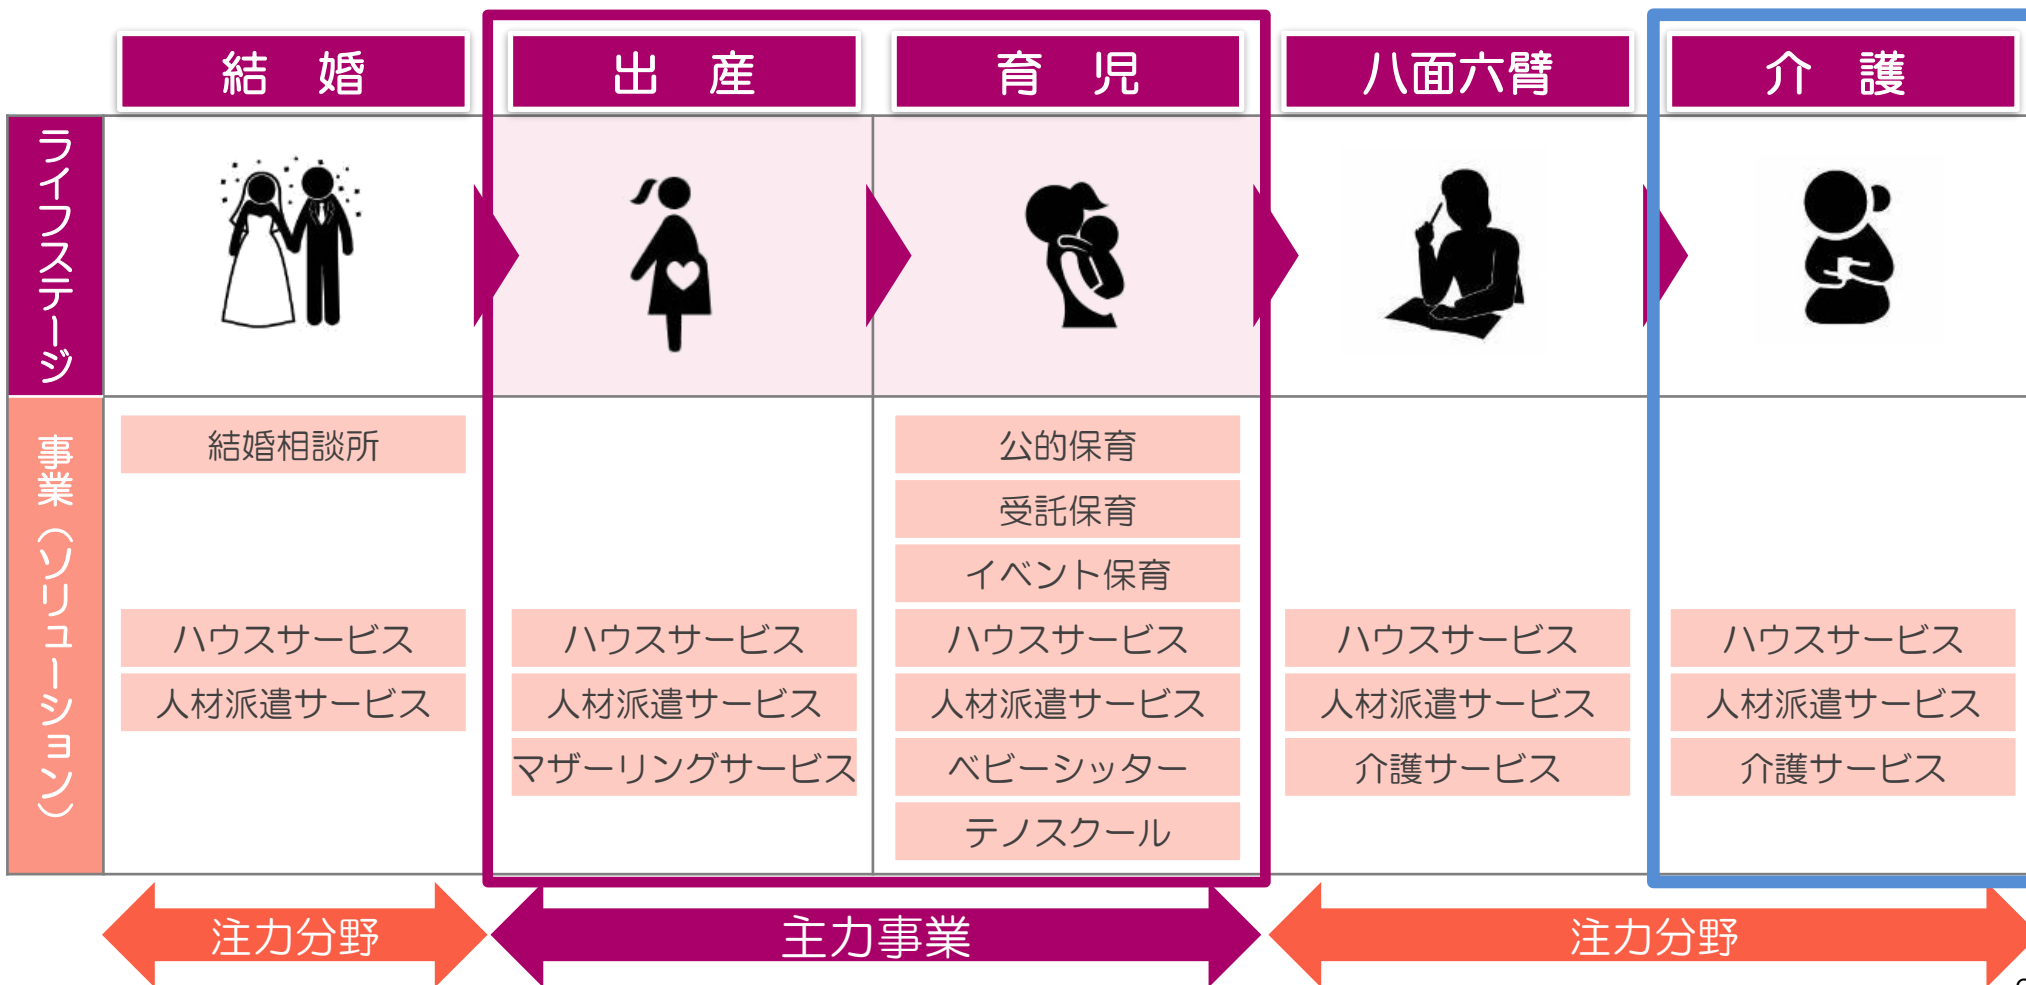 結 婚
出 産
育 児
八面六臂
介 護
ライフステージ
事業（ソリューション）
結婚相談所
公的保育
受託保育
イベント保育
ハウスサービス
ハウスサービス
ハウスサービス
ハウスサービス
ハウスサービス
人材派遣サービス
人材派遣サービス
人材派遣サービス
人材派遣サービス
人材派遣サービス
マザーリングサービス
ベビーシッター
介護サービス
介護サービス
テノスクール
注力分野
主力事業
注力分野